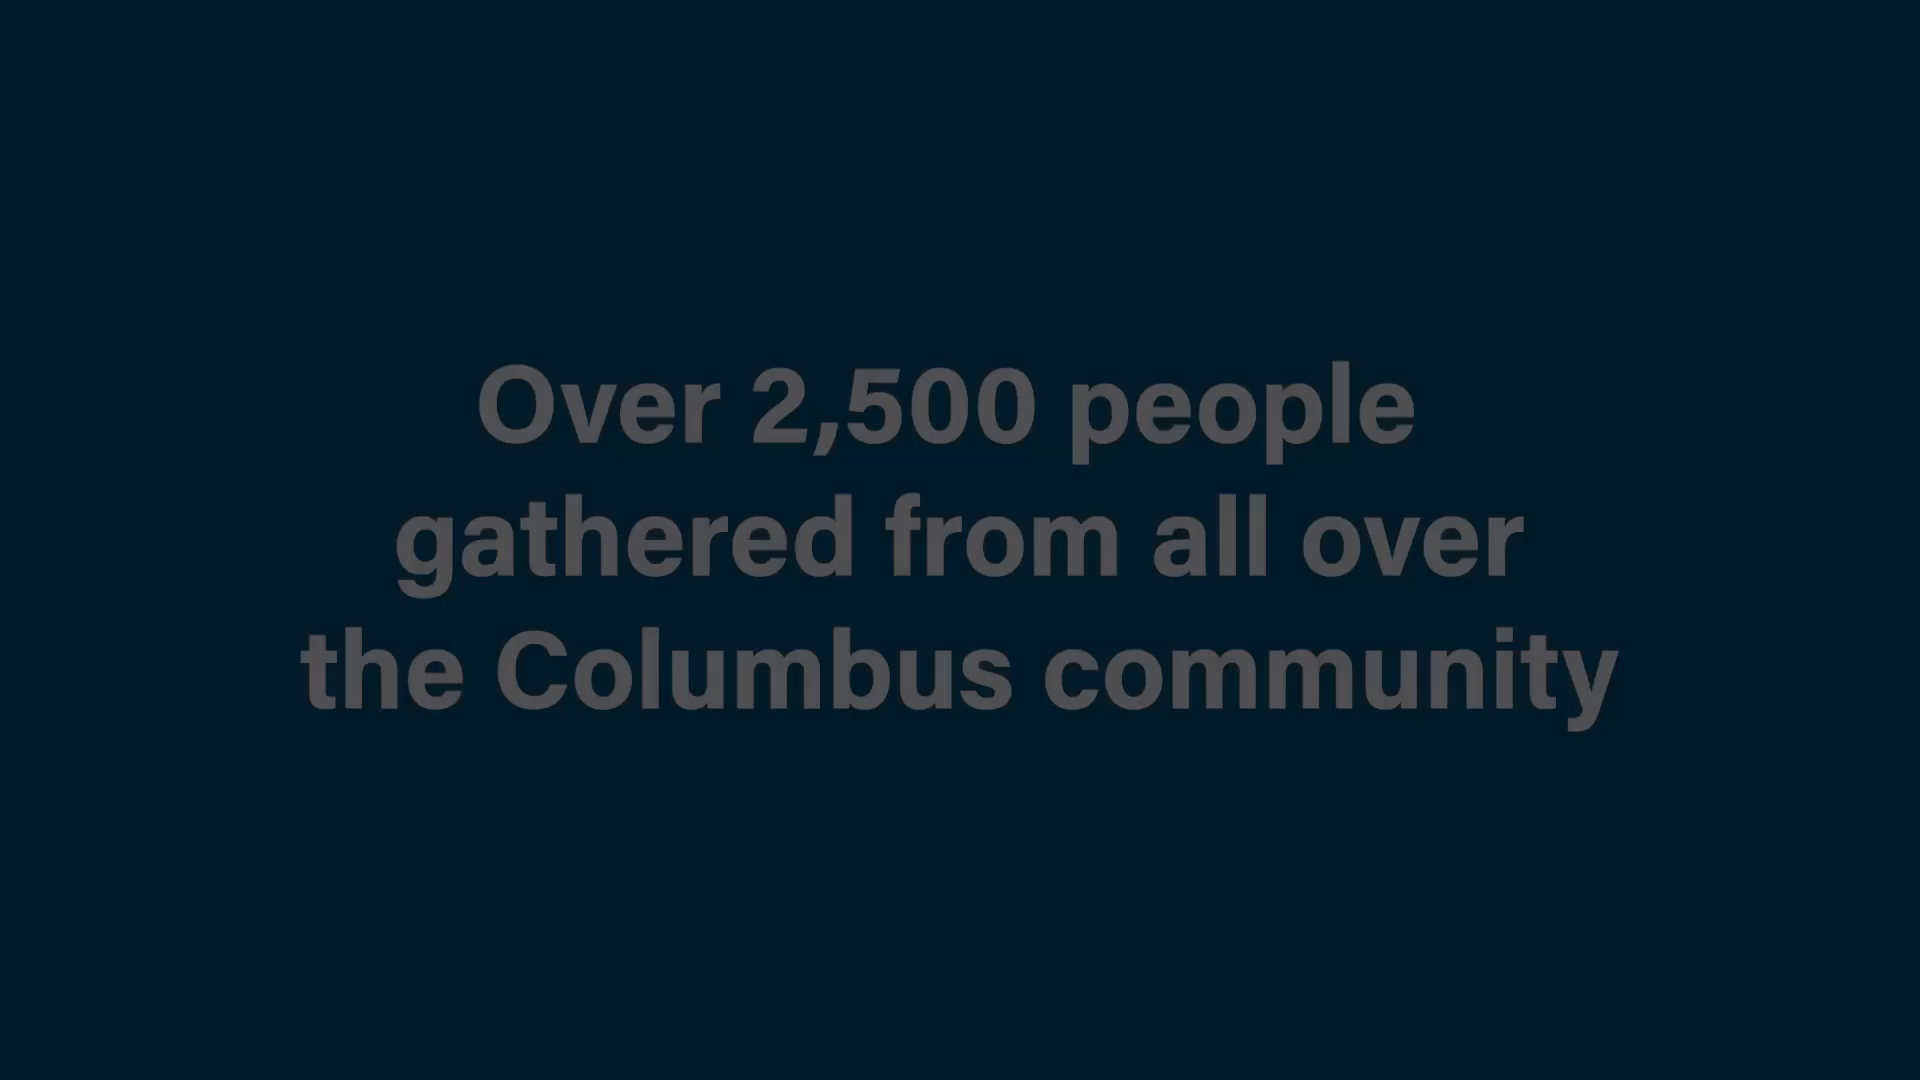 Over 2,500 people
gathered from all over
the Columbus community